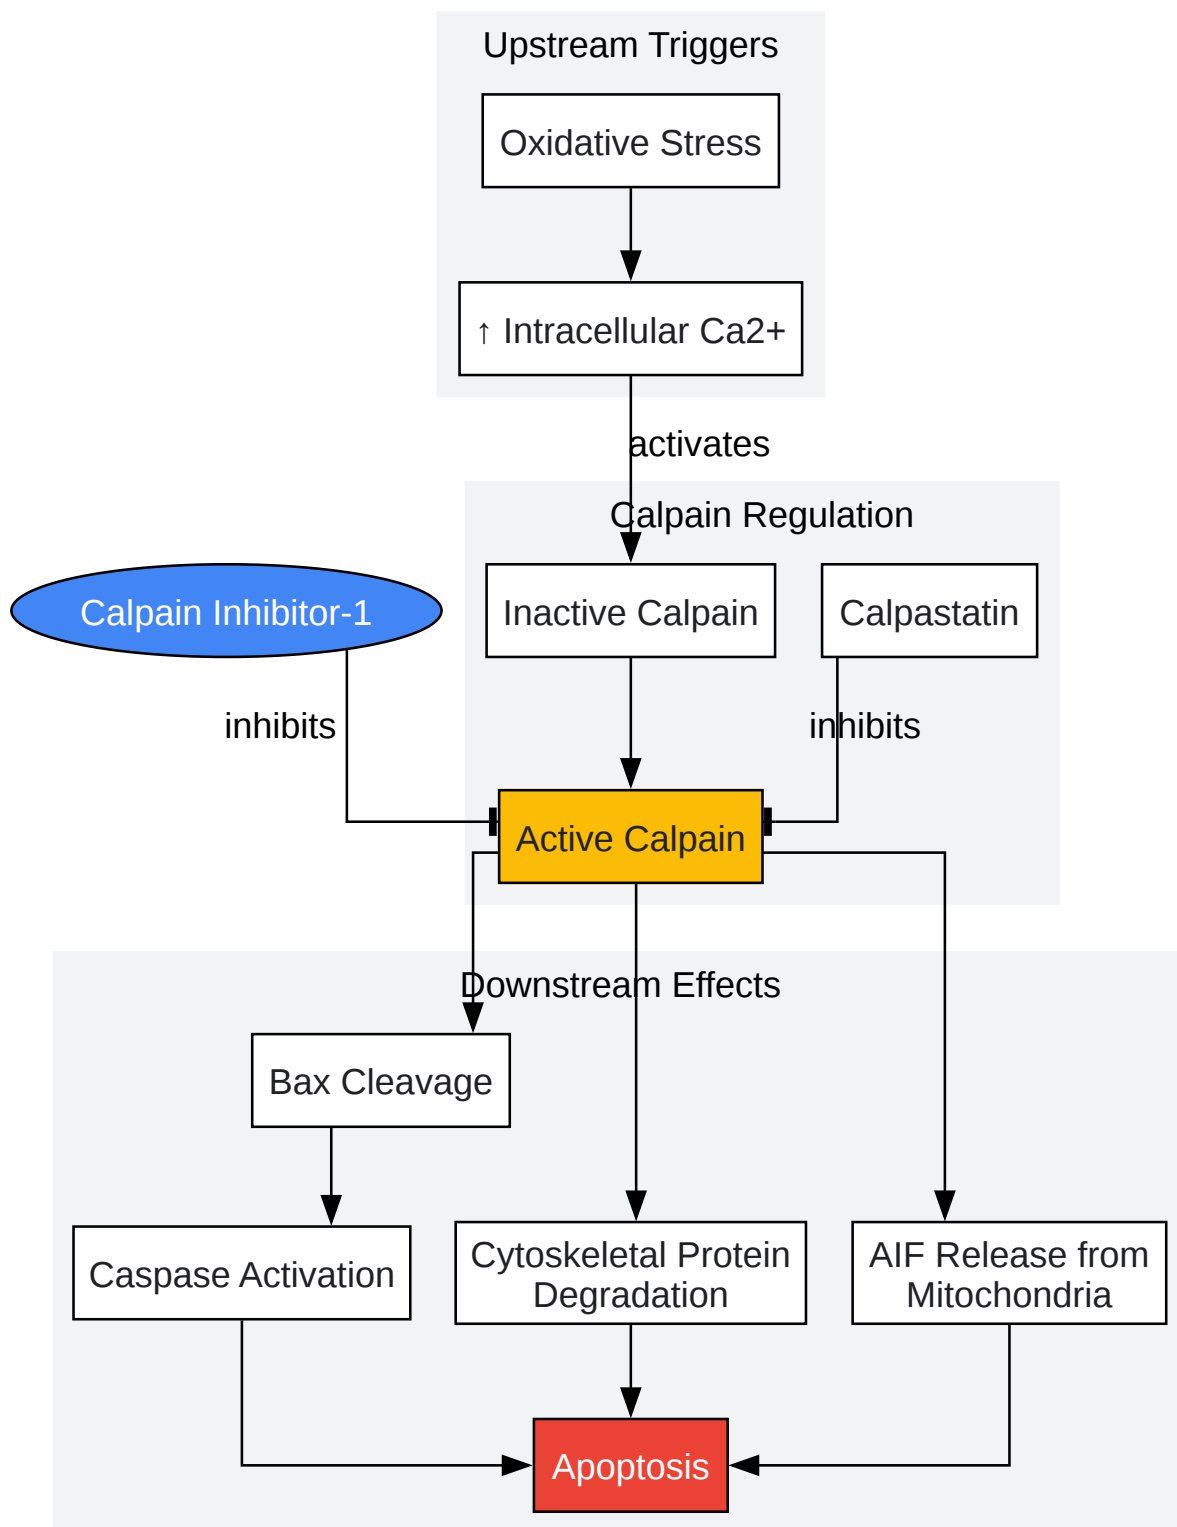 Upstream Triggers
Oxidative Stress
↑ Intracellular Ca2+
activates
Calpain Regulation
Calpain Inhibitor-1
Inactive Calpain
Calpastatin
inhibits
inhibits
Active Calpain
Downstream Effects
Bax Cleavage
Caspase Activation
Cytoskeletal Protein
Degradation
AIF Release from
Mitochondria
Apoptosis